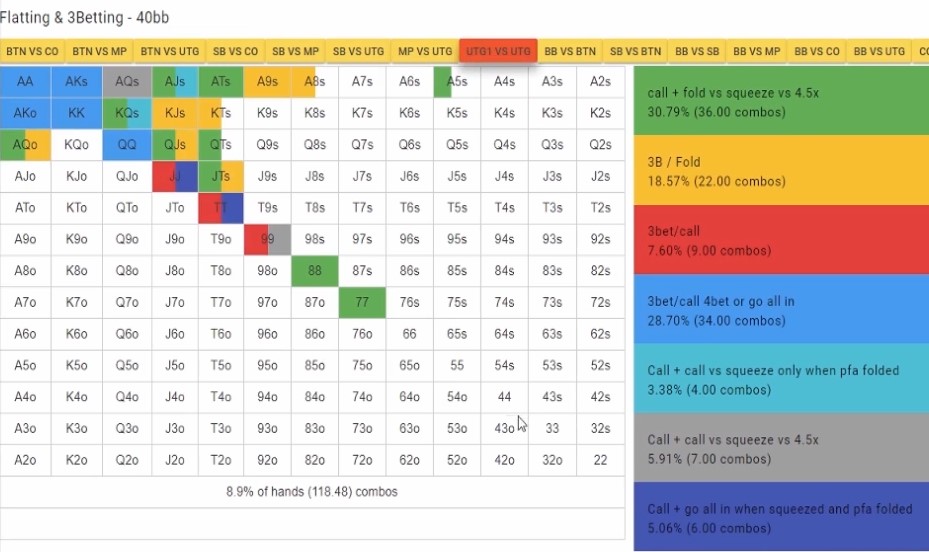 Flatting & 3Betting - 40bb
BTN VS CO BTN VS MP BTN VS UTG SB VS CO SB VS MP SB VS UTG MP VS UTG UTG1 VS UTG BB VS BTN SB VS BTN BB VS SB BB VS MP BB VS CO BB VS UTG CO
AA AKs AQs AJs ATs A9s A8s A7s A6s A5s A4s A3s A2s
AKo KK KQs KJs KTs K9s K8s K7s K6s K5s K4s K3s K2s
AQo KQo QQ QJs QTs Q9s Q8s Q7s Q6s Q5s Q4s Q3s Q2s
AJo KJo QJo JJ JTs J9s J8s J7s J6s J5s J4s J3s J2s
ATo KTo QTo JTo TT T9s T8s T7s T6s T5s T4s T3s T2s
A9o K9o Q9o J9o T9o 99 98s 97s 96s 95s 94s 93s 92s
A8o K8o Q8o J8o T8o 98o 88 87s 86s 85s 84s 83s 82s
A7o K7o Q7o J7o T7o 97o 87o 77 76s 75s 74s 73s 72s
A6o K6o Q6o J6o T6o 96o 86o 76o 66 65s 64s 63s 62s
A5o K5o Q5o J5o T5o 95o 85o 75o 65o 55 54s 53s 52s
A4o K4o Q4o J4o T4o 94o 84o 74o 64o 54o 44 43s 42s
A3o K3o Q3o J3o T3o 93o 83o 73o 63o 53o 43o 33 32s
A2o K2o Q2o J2o T2o 92o 82o 72o 62o 52o 42o 32o 22
8.9% of hands (118.48) combos
call + fold vs squeeze vs 4.5x
30.79% (36.00 combos)
3B / Fold
18.57% (22.00 combos)
3bet/call
7.60% (9.00 combos)
3bet/call 4bet or go all in
28.70% (34.00 combos)
Call + call vs squeeze only when pfa folded
3.38% (4.00 combos)
Call + call vs squeeze vs 4.5x
5.91% (7.00 combos)
Call + go all in when squeezed and pfa folded
5.06% (6.00 combos)